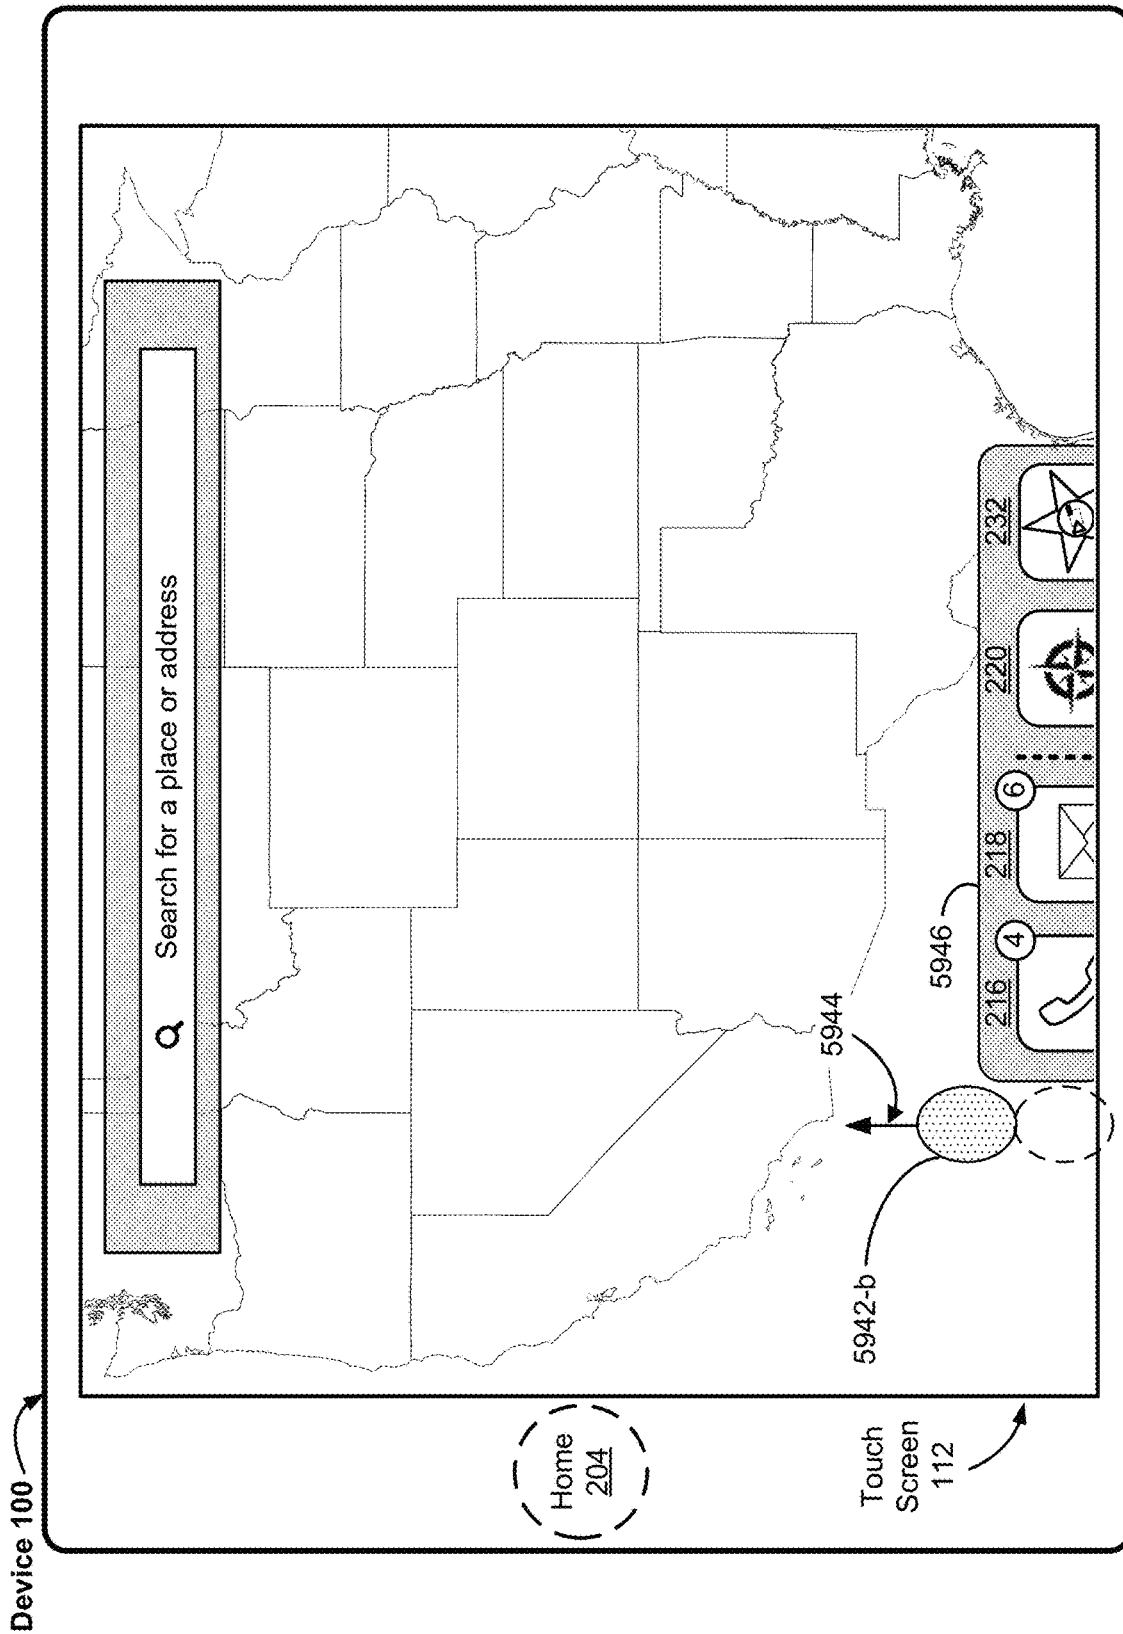 Device 100
Search for a place or address
Home
204
5944
5946
216
4
218
6
220
232
5942-b
Touch
Screen
112